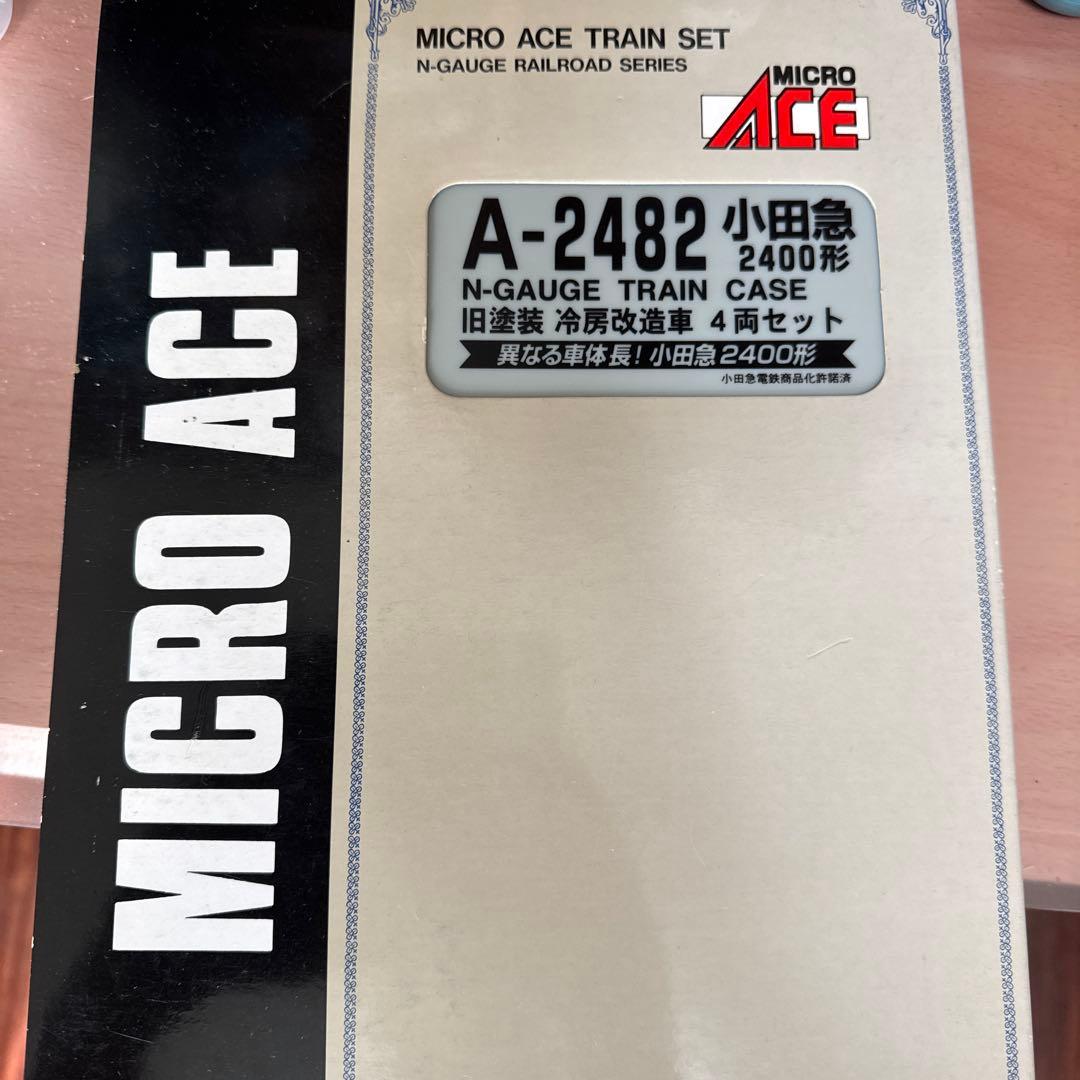 MICRO ACE
MICRO ACE TRAIN SET
N-GAUGE RAILROAD SERIES
MICRO
ACE
A-2482 小田急
2400形
N-GAUGE TRAIN CASE
旧塗装 冷房改造車 4両セット
異なる車体長!小田急2400形
小田急電鉄商品化許諾済